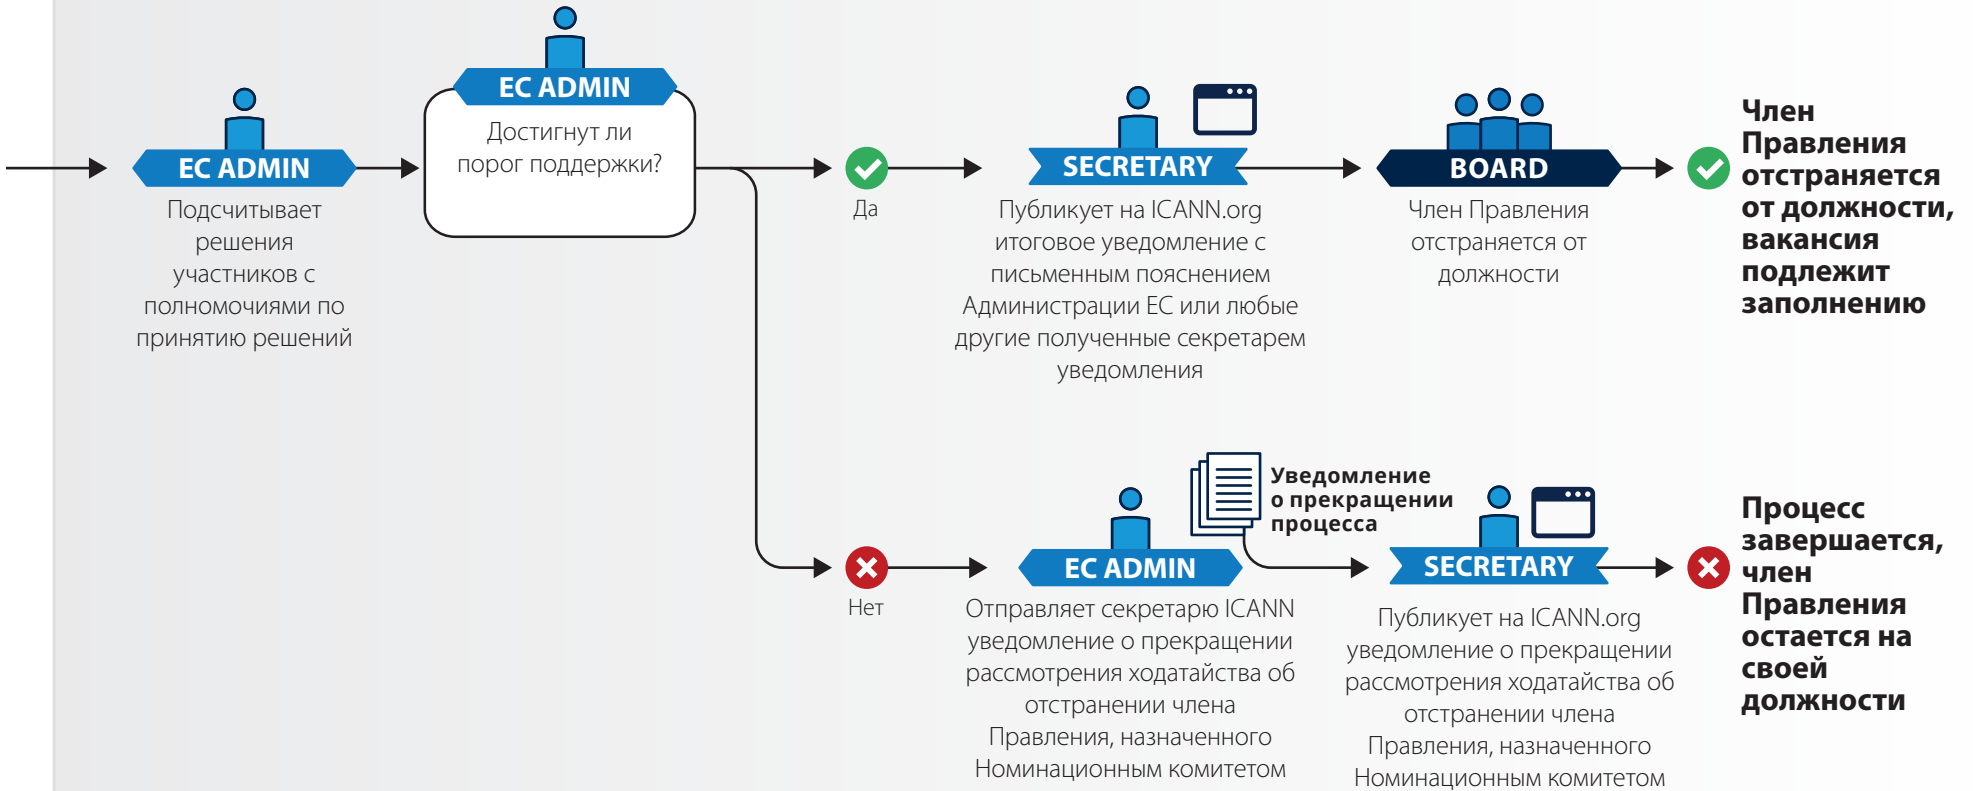 EC ADMIN
Подсчитывает
решения
участников с
полномочиями по
принятию решений
EC ADMIN
Достигнут ли
порог поддержки?
Да
SECRETARY
Публикует на ICANN.org
итоговое уведомление с
письменным пояснением
Администрации EC или любые
другие полученные секретарем
уведомления
BOARD
Член Правления
отстраняется от
должности
Член
Правления
отстраняется
от должности,
вакансия
подлежит
заполнению
Нет
EC ADMIN
Отправляет секретарю ICANN
уведомление о прекращении
рассмотрения ходатайства об
отстранении члена
Правления, назначенного
Номинационным комитетом
Уведомление
о прекращении
процесса
SECRETARY
Публикует на ICANN.org
уведомление о прекращении
рассмотрения ходатайства об
отстранении члена
Правления, назначенного
Номинационным комитетом
Процесс
завершается,
член
Правления
остается на
своей
должности